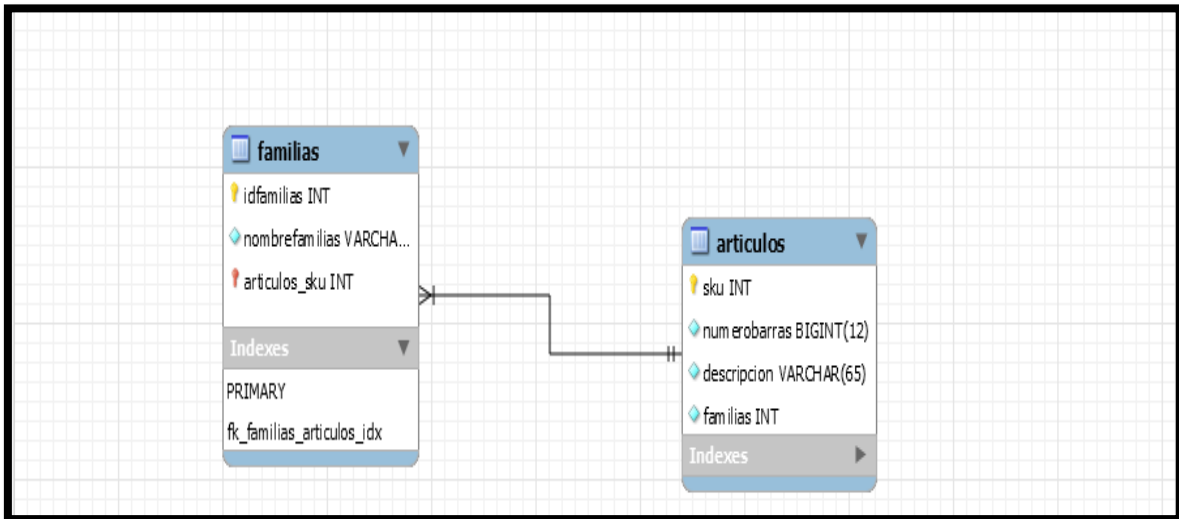 familias
idfamilias INT
nombrefamilias VARCHA...
articulos_sku INT
Indexes
PRIMARY
fk_familias_articulos_idx
articulos
sku INT
numerobarras BIGINT(12)
descripcion VARCHAR(65)
familias INT
Indexes